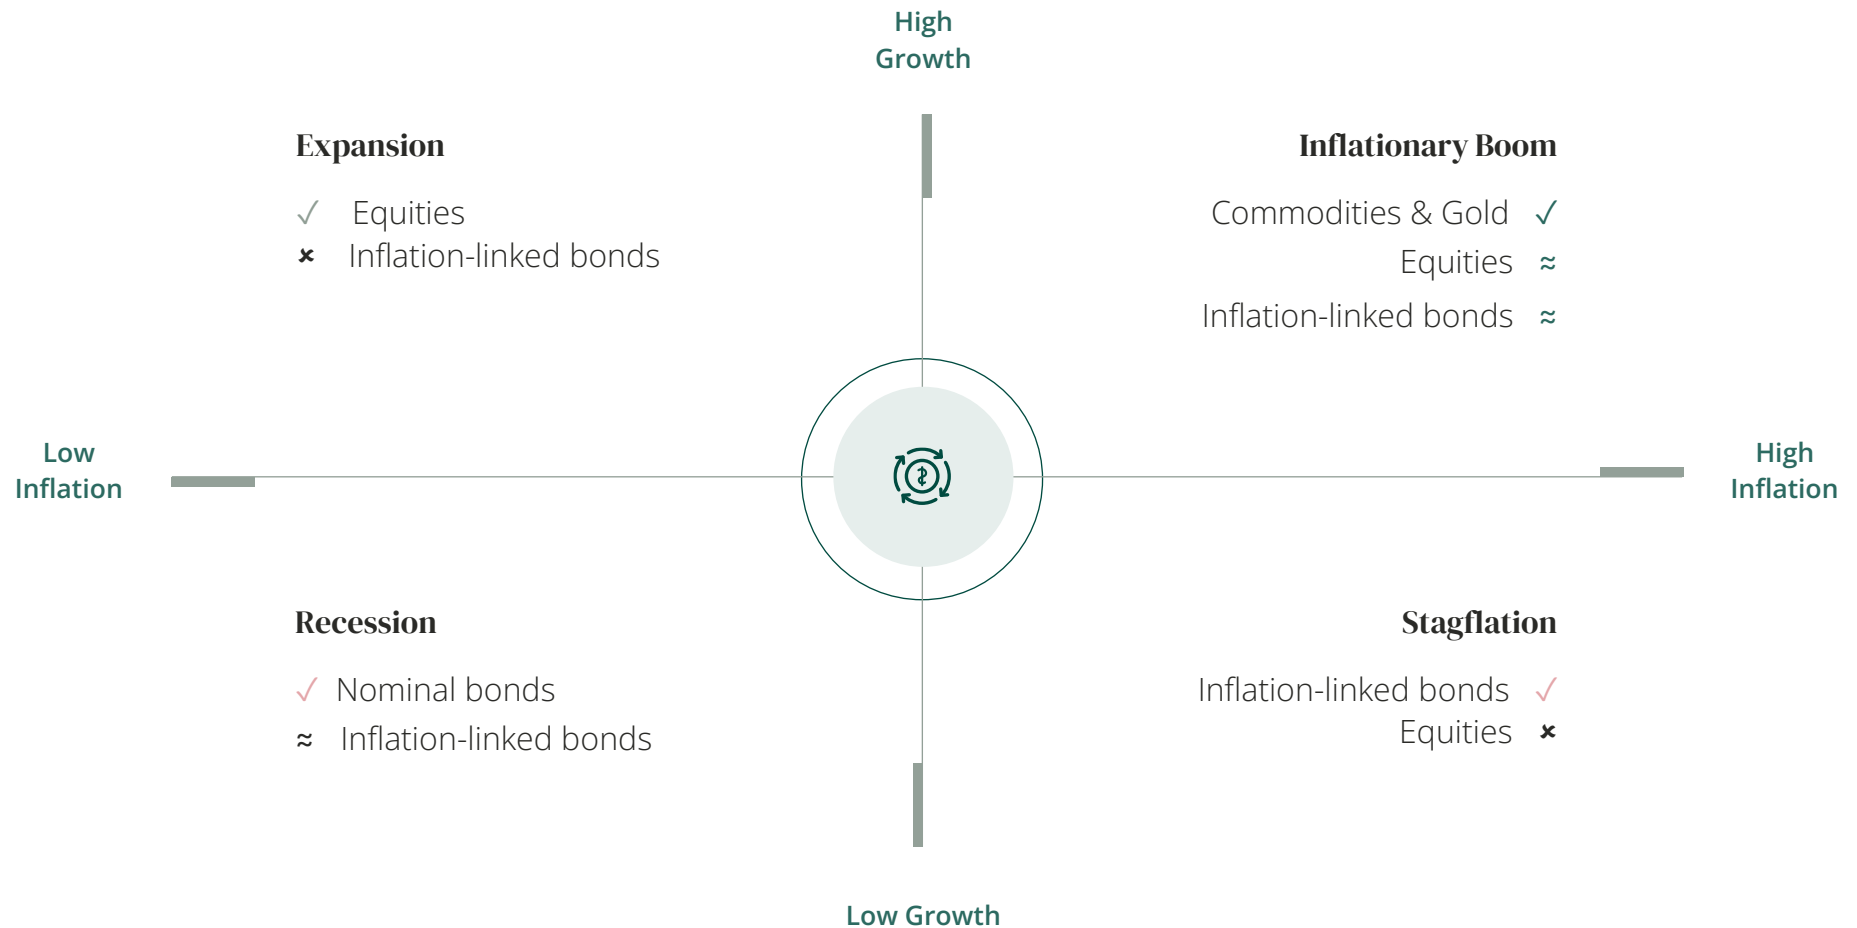 High
Growth
Expansion
✓ Equities
✘ Inflation-linked bonds
Inflationary Boom
Commodities & Gold ✓
Equities ≈
Inflation-linked bonds ≈
Low
Inflation
$
High
Inflation
Recession
✓ Nominal bonds
≈ Inflation-linked bonds
Stagflation
Inflation-linked bonds ✓
Equities ✘
Low Growth